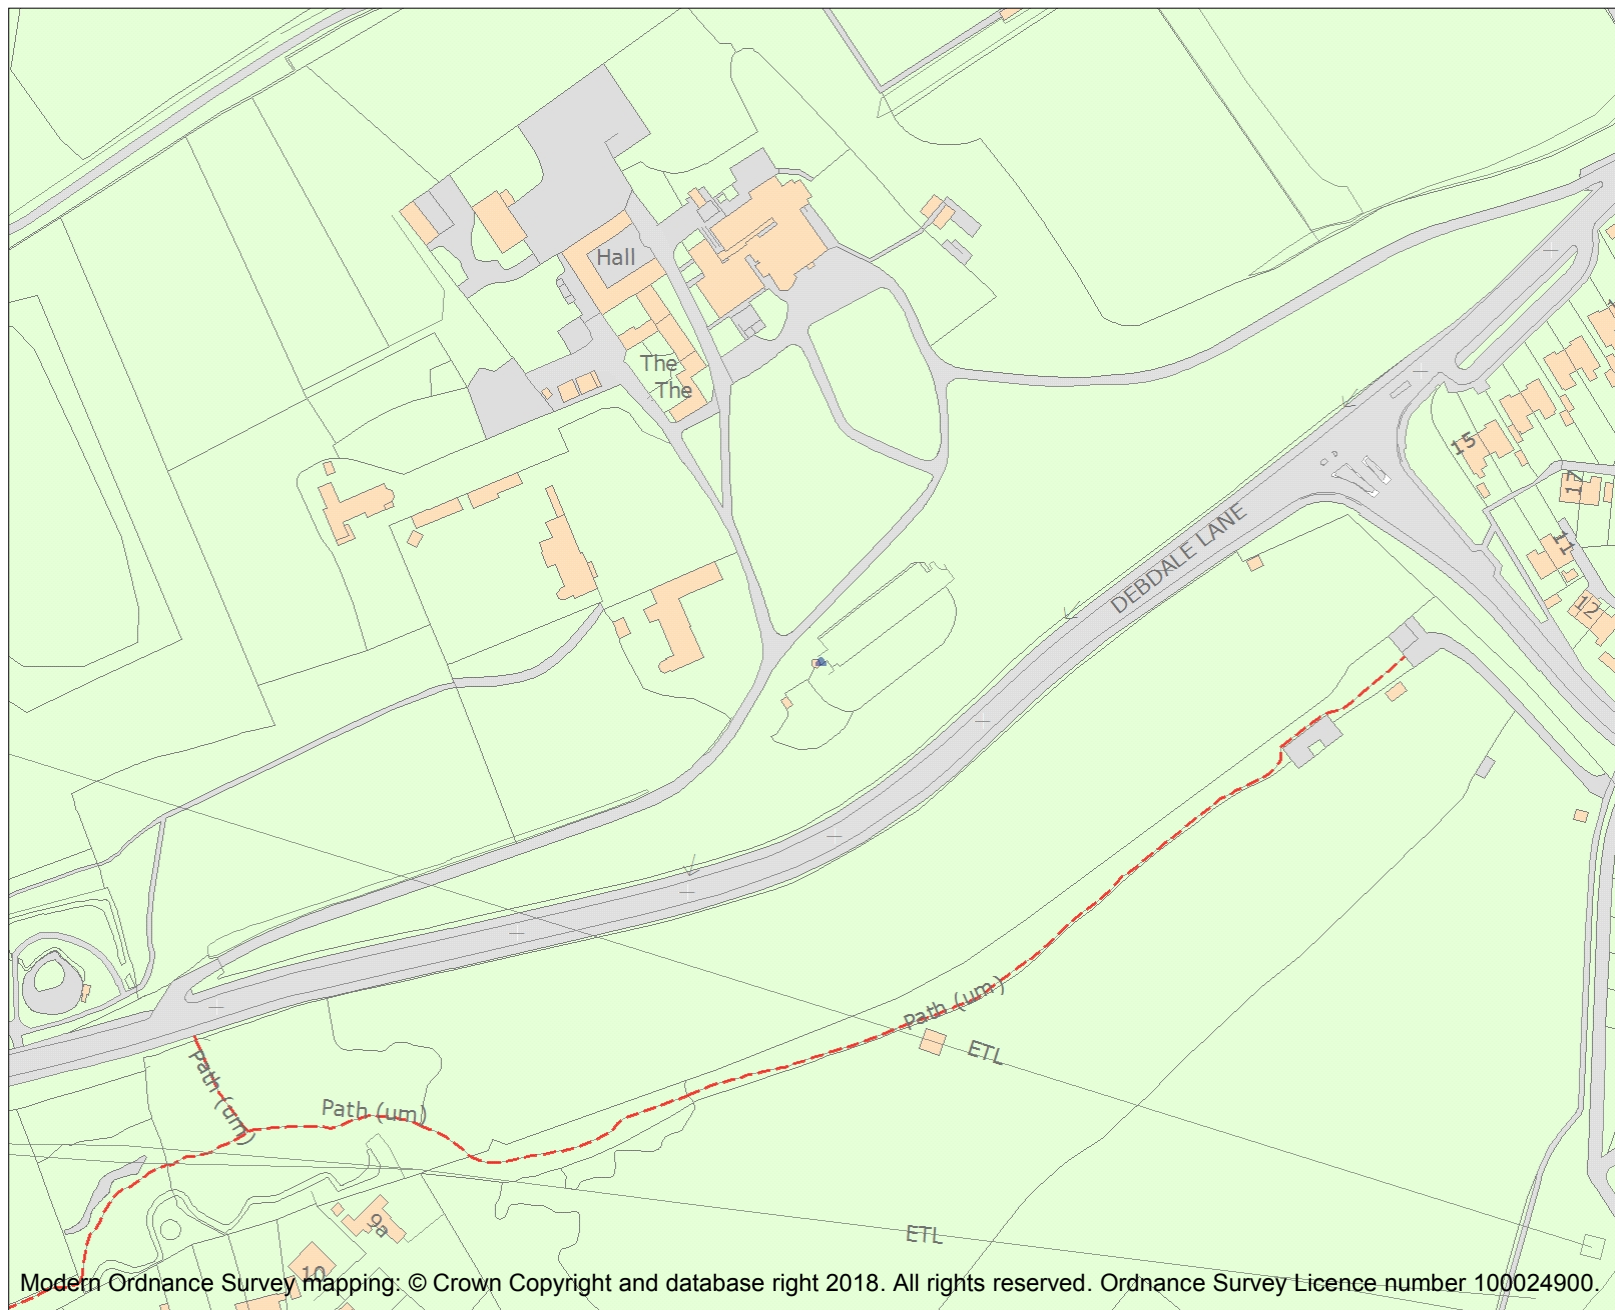 Hall
The
The
15
17
DEBDALE LANE
11
12
Path (um)
ETL
Path (um)
Path (um)
9a
ETL
10
Modern Ordnance Survey mapping: © Crown Copyright and database right 2018. All rights reserved. Ordnance Survey Licence number 100024900.